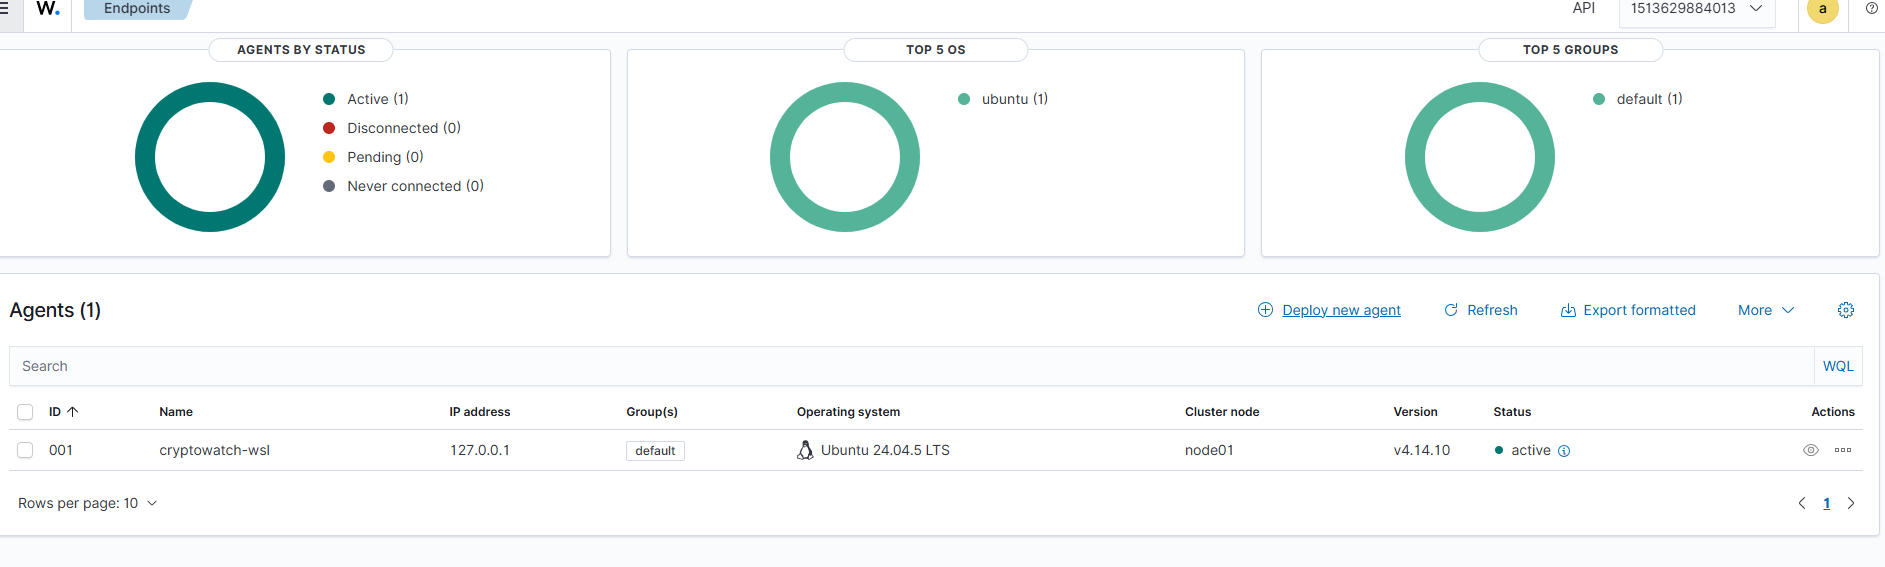 W. Endpoints API 1513629884013 a
AGENTS BY STATUS
Active (1)
Disconnected (0)
Pending (0)
Never connected (0)
TOP 5 OS
ubuntu (1)
TOP 5 GROUPS
default (1)
Agents (1) Deploy new agent Refresh Export formatted More
Search WQL
ID Name IP address Group(s) Operating system Cluster node Version Status Actions
001 cryptowatch-wsl 127.0.0.1 default Ubuntu 24.04.5 LTS node01 v4.14.10 active
Rows per page: 10 1